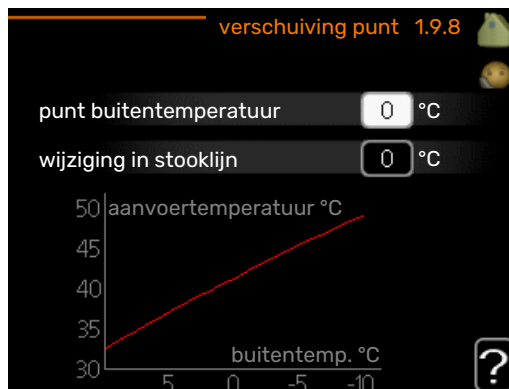 verschuiving punt 1.9.8
punt buitentemperatuur 0 °C
wijziging in stooklijn 0 °C
50 aanvoertemperatuur °C
45
40
35
30
buitentemp. °C
5 0 -5 -10
?